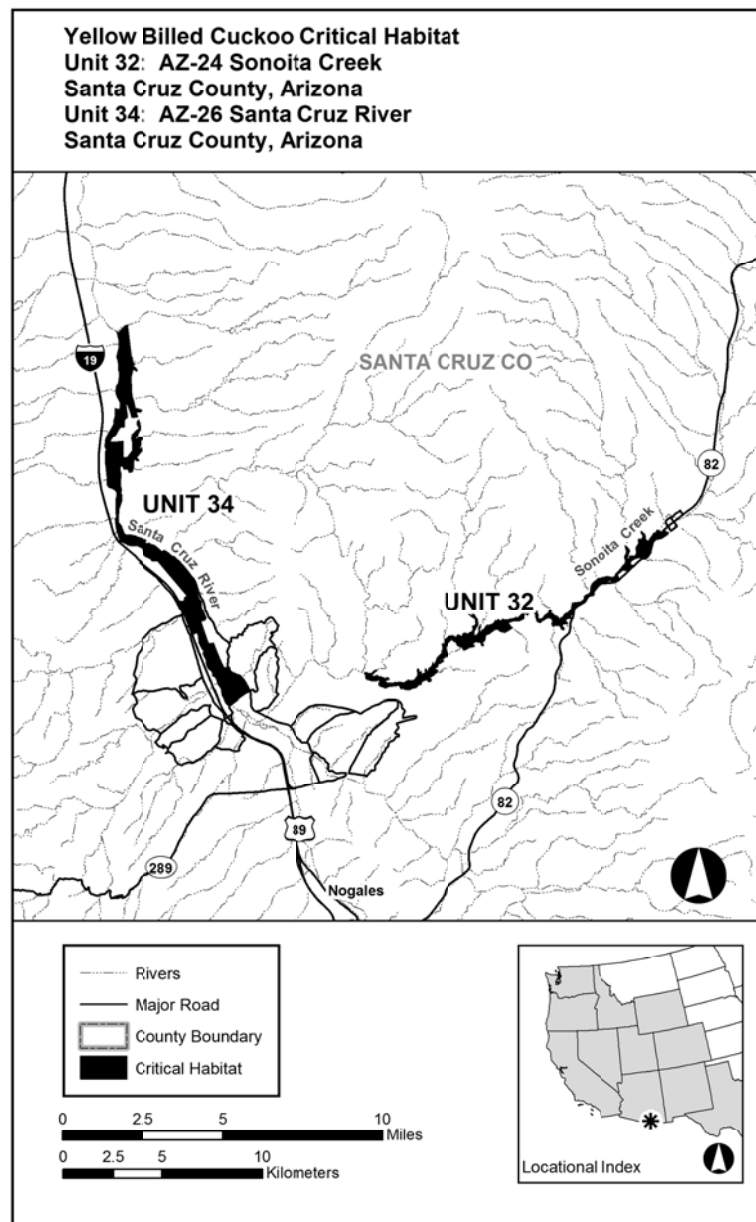 Yellow Billed Cuckoo Critical Habitat
Unit 32: AZ-24 Sonoita Creek
Santa Cruz County, Arizona
Unit 34: AZ-26 Santa Cruz River
Santa Cruz County, Arizona
19
SANTA CRUZ CO
82
UNIT 34
Santa Cruz River
Sonoita Creek
UNIT 32
82
89
289
Nogales
Rivers
Major Road
County Boundary
Critical Habitat
0 2.5 5 10
Miles
0 2.5 5 10
Kilometers
Locational Index